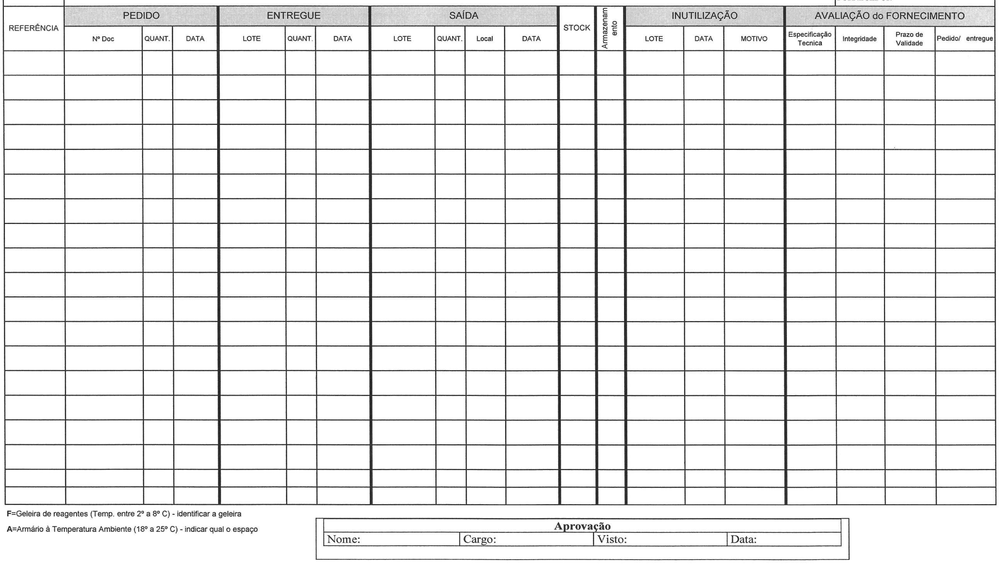 PEDIDO ENTREGUE SAÍDA INUTILIZAÇÃO AVALIAÇÃO do FORNECIMENTO
REFERÊNCIA STOCK Armazenam
ento
Nº Doc QUANT. DATA LOTE QUANT. DATA LOTE QUANT. Local DATA LOTE DATA MOTIVO Especificação
Tecnica Integridade Prazo de
Validade Pedido/ entregue
F=Geleira de reagentes (Temp. entre 2º a 8º C) - identificar a geleira
A=Armário à Temperatura Ambiente (18º a 25º C) - indicar qual o espaço
Aprovação
Nome: Cargo: Visto: Data: